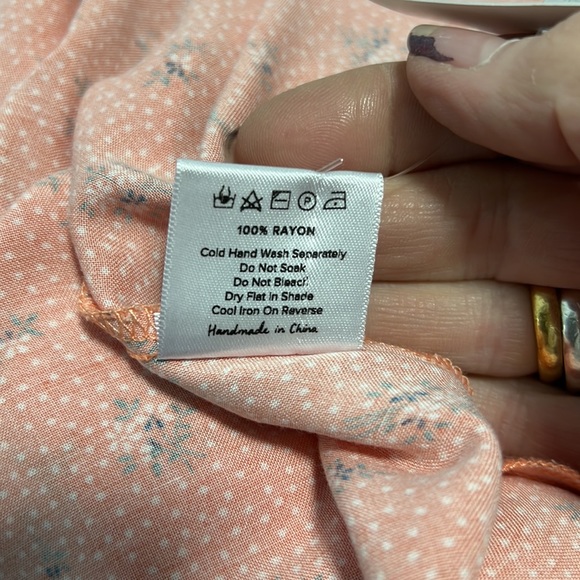 P
100% RAYON
Cold Hand Wash Separately
Do Not Soak
Do Not Bleach
Dry Flat in Shade
Cool Iron On Reverse
Handmade in China